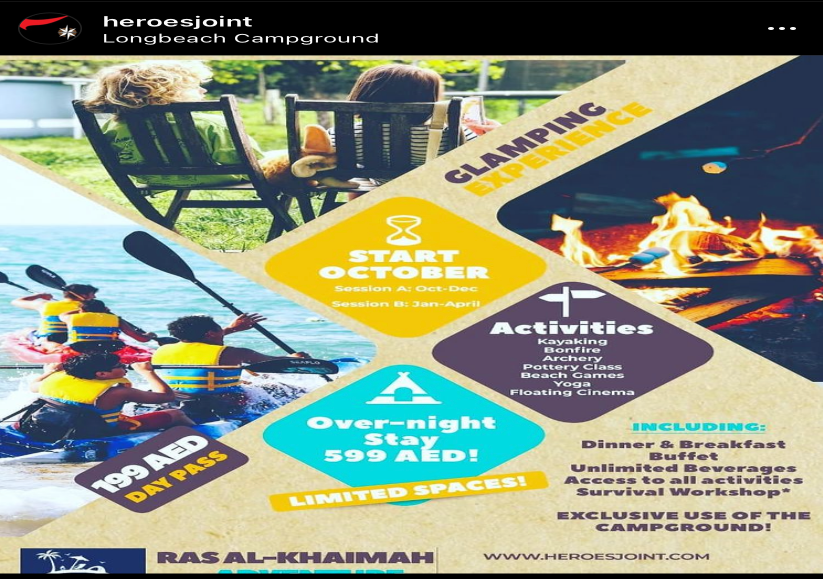 heroesjoint
Longbeach Campground
GLAMPING
EXPERIENCE
START
OCTOBER
Session A: Oct-Dec
Session B: Jan-April
Activities
Kayaking
Bonfire
Archery
Pottery Class
Beach Games
Yoga
Floating Cinema
Over-night
Stay
599 AED!
LIMITED SPACES!
199 AED
DAY PASS
INCLUDING:
Dinner & Breakfast
Buffet
Unlimited Beverages
Access to all activities
Survival Workshop*
EXCLUSIVE USE OF THE
CAMPGROUND!
RAS AL-KHAIMAH
ADVENTURE
WWW.HEROESJOINT.COM